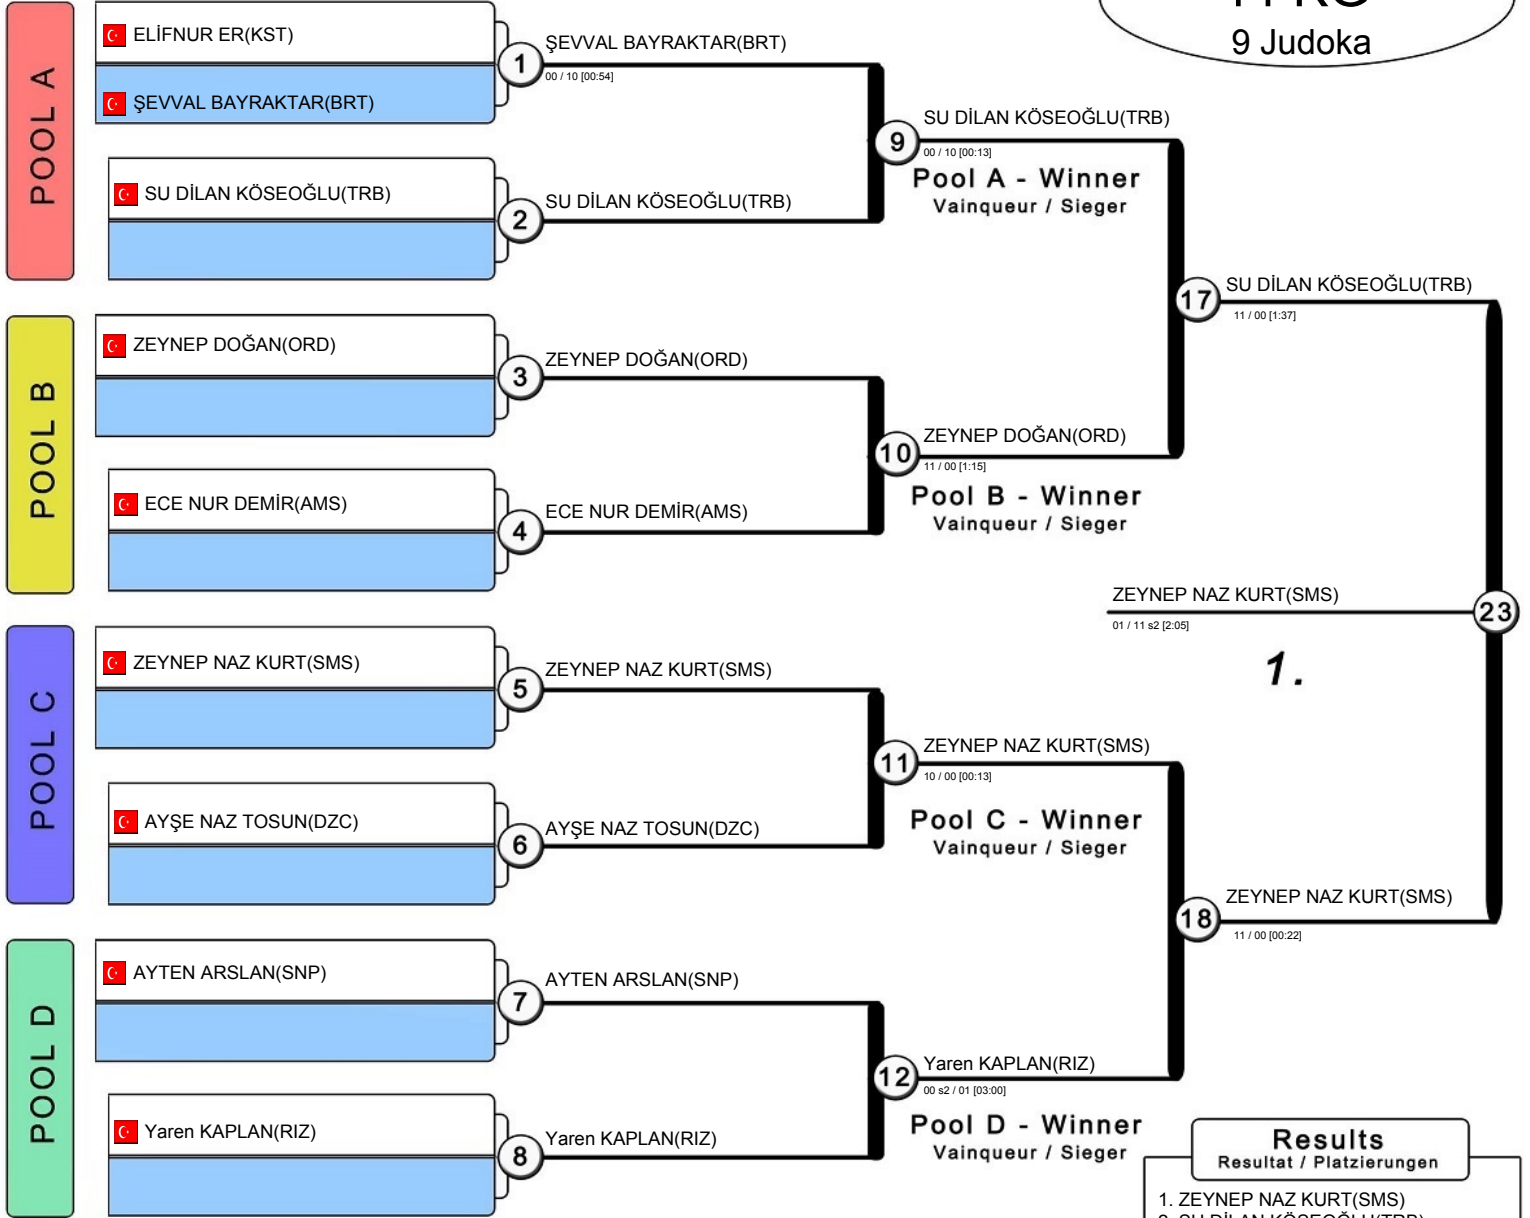 9 Judoka
POOL A
ELİFNUR ER(KST)
ŞEVVAL BAYRAKTAR(BRT)
1
ŞEVVAL BAYRAKTAR(BRT)
00 / 10 [00:54]
SU DİLAN KÖSEOĞLU(TRB)
2
SU DİLAN KÖSEOĞLU(TRB)
9
SU DİLAN KÖSEOĞLU(TRB)
00 / 10 [00:13]
Pool A - Winner
Vainqueur / Sieger
POOL B
ZEYNEP DOĞAN(ORD)
3
ZEYNEP DOĞAN(ORD)
ECE NUR DEMİR(AMS)
4
ECE NUR DEMİR(AMS)
10
ZEYNEP DOĞAN(ORD)
11 / 00 [1:15]
Pool B - Winner
Vainqueur / Sieger
17
SU DİLAN KÖSEOĞLU(TRB)
11 / 00 [1:37]
POOL C
ZEYNEP NAZ KURT(SMS)
5
ZEYNEP NAZ KURT(SMS)
AYŞE NAZ TOSUN(DZC)
6
AYŞE NAZ TOSUN(DZC)
11
ZEYNEP NAZ KURT(SMS)
10 / 00 [00:13]
Pool C - Winner
Vainqueur / Sieger
POOL D
AYTEN ARSLAN(SNP)
7
AYTEN ARSLAN(SNP)
Yaren KAPLAN(RIZ)
8
Yaren KAPLAN(RIZ)
12
Yaren KAPLAN(RIZ)
00 s2 / 01 [03:00]
Pool D - Winner
Vainqueur / Sieger
18
ZEYNEP NAZ KURT(SMS)
11 / 00 [00:22]
ZEYNEP NAZ KURT(SMS)
23
01 / 11 s2 [2:05]
1.
Results
Resultat / Platzierungen
1. ZEYNEP NAZ KURT(SMS)
2. SU DİLAN KÖSEOĞLU(TRB)